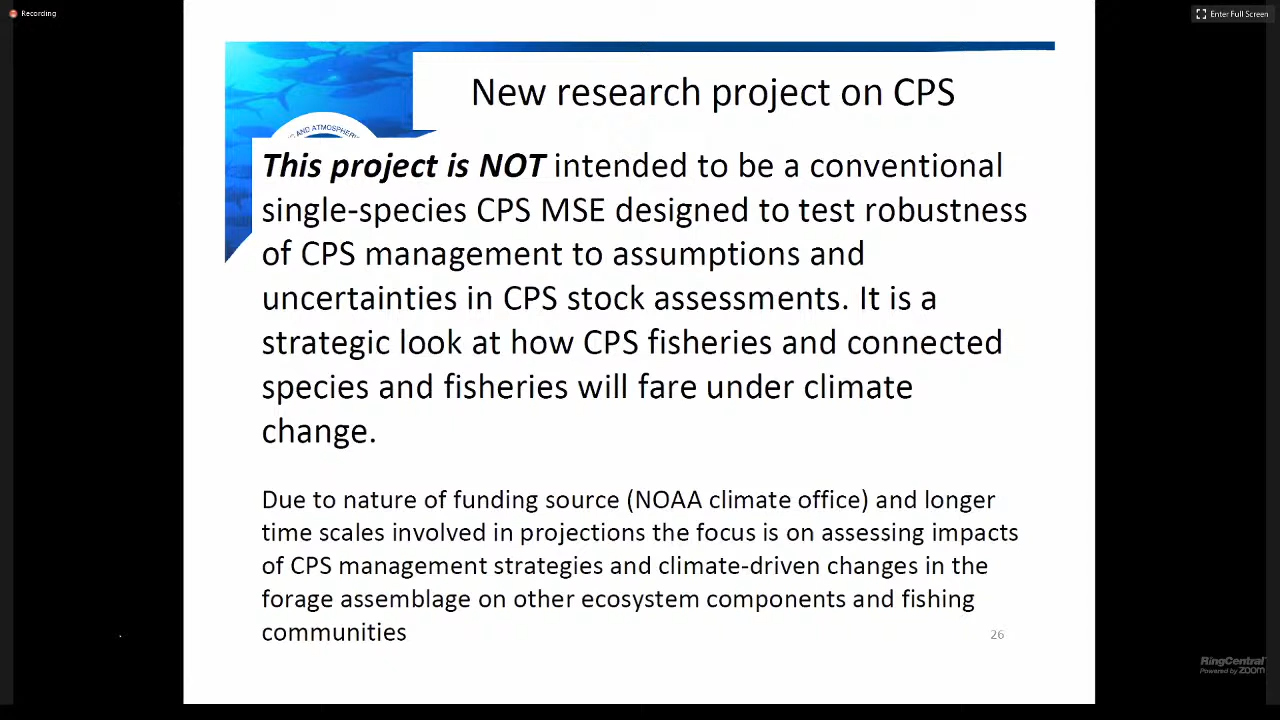 Recording
Enter Full Screen
New research project on CPS
AND ATMOSPHE
This project is NOT intended to be a conventional
single-species CPS MSE designed to test robustness
of CPS management to assumptions and
uncertainties in CPS stock assessments. It is a
strategic look at how CPS fisheries and connected
species and fisheries will fare under climate
change.
Due to nature of funding source (NOAA climate office) and longer
time scales involved in projections the focus is on assessing impacts
of CPS management strategies and climate-driven changes in the
forage assemblage on other ecosystem components and fishing
communities
26
RingCentral
Powered by zoom